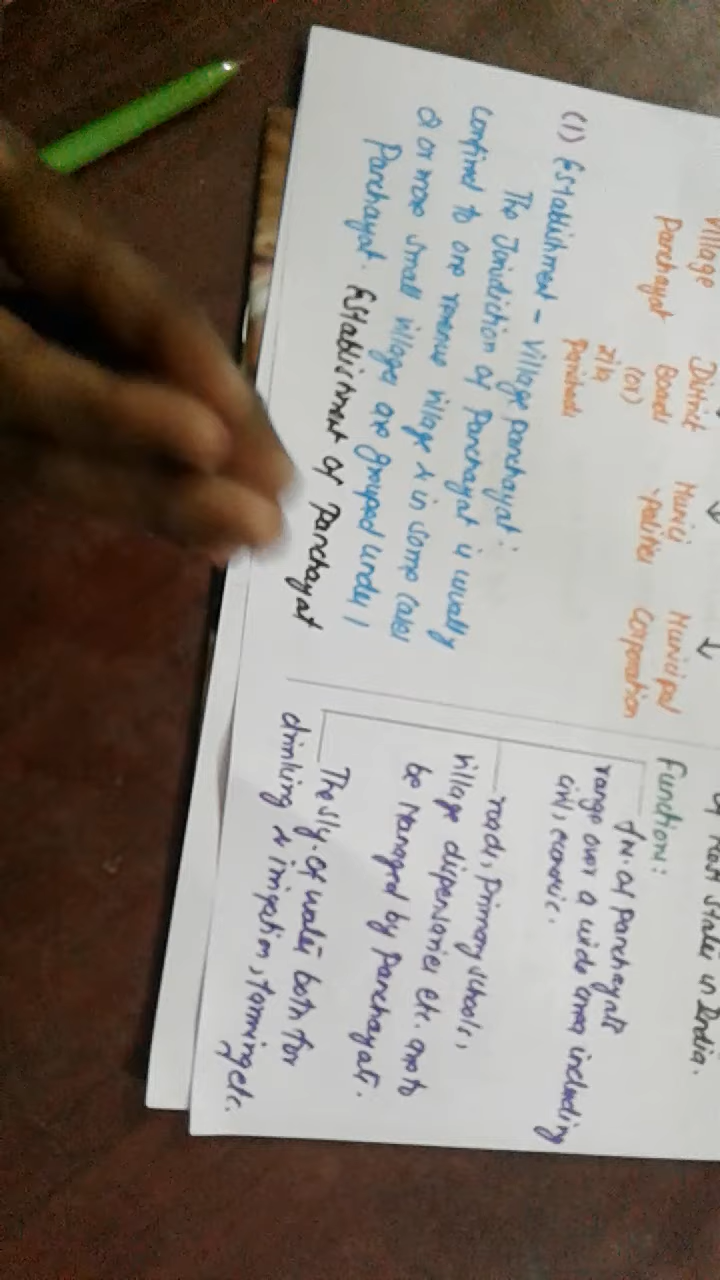 Village
Panchayat
District
Board
(or)
Zila
Parishad
Munici
-palities
Municipal
Corporation
(1) Establishment - Village panchayat:
The Jurisdiction of Panchayat is usually
confined to one revenue village & in some cases
2 or more small villages are grouped under 1
Panchayat. Establishment of Panchayat
of most states in India.
Functions:
fn. of panchayats
range over a wide area including
civil, economic.
roads, Primary schools,
village dispensaries etc. are to
be Managed by Panchayats.
The sly. of water both for
drinking & irrigation, farming etc.